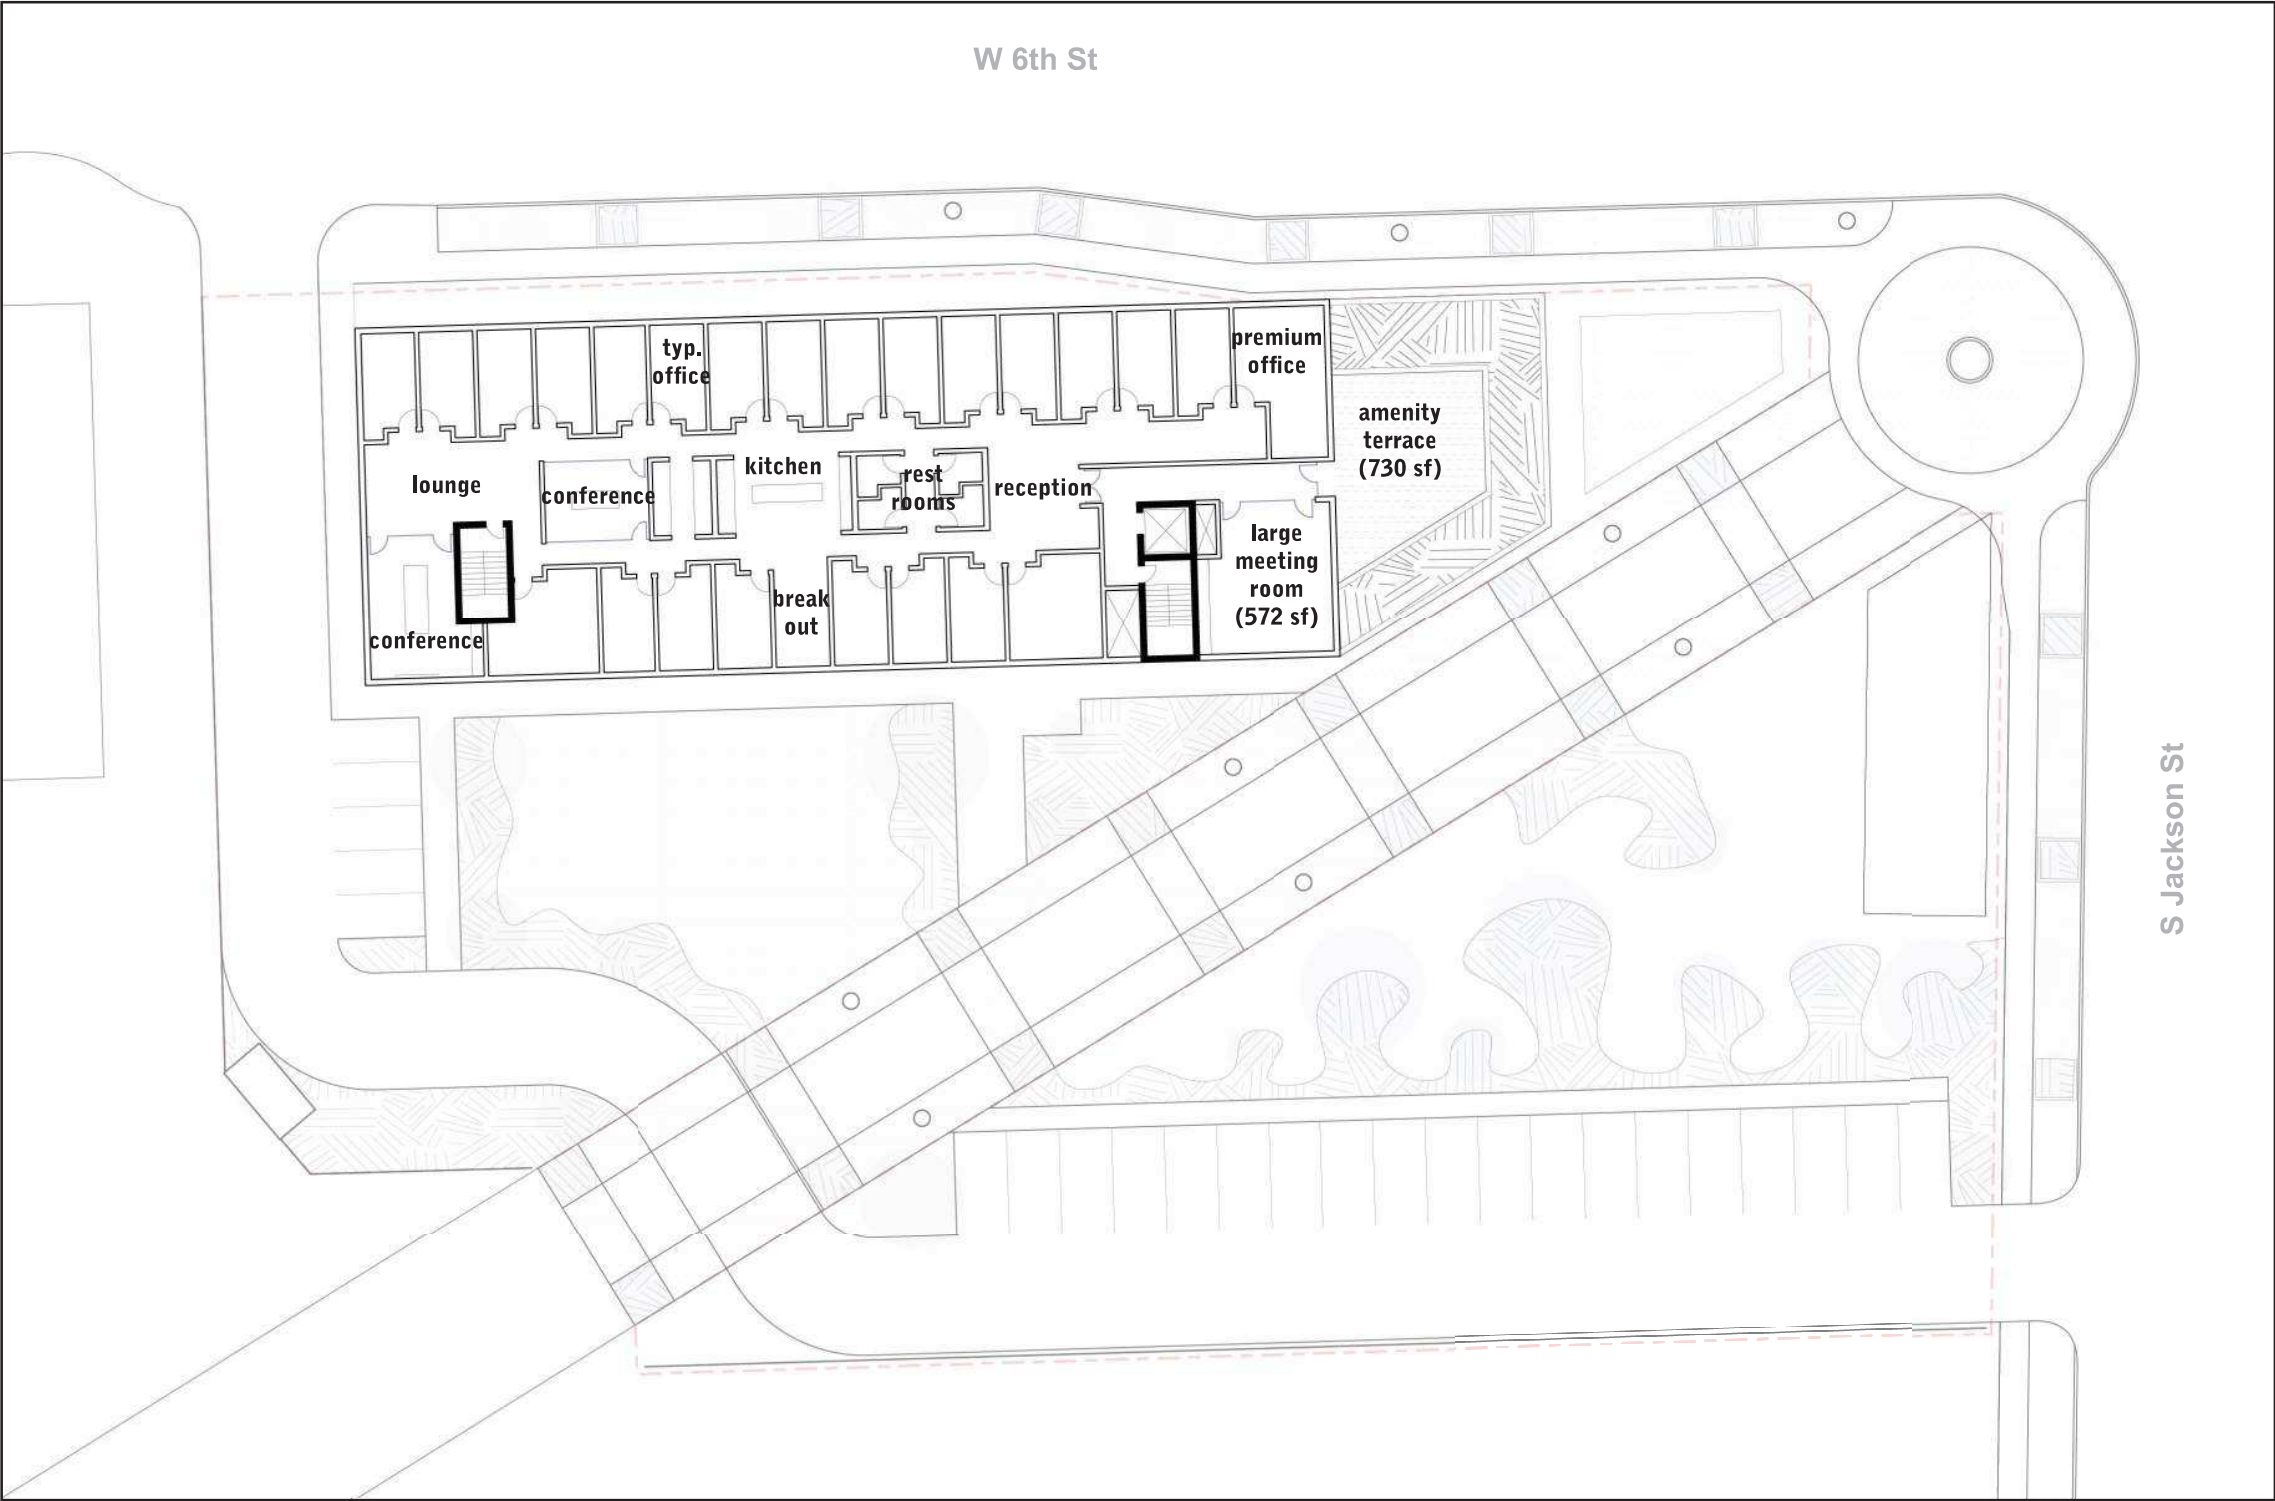 W 6th St
typ.
office
premium
office
amenity
terrace
(730 sf)
lounge
conference
kitchen
rest
rooms
reception
large
meeting
room
(572 sf)
break
out
conference
S Jackson St